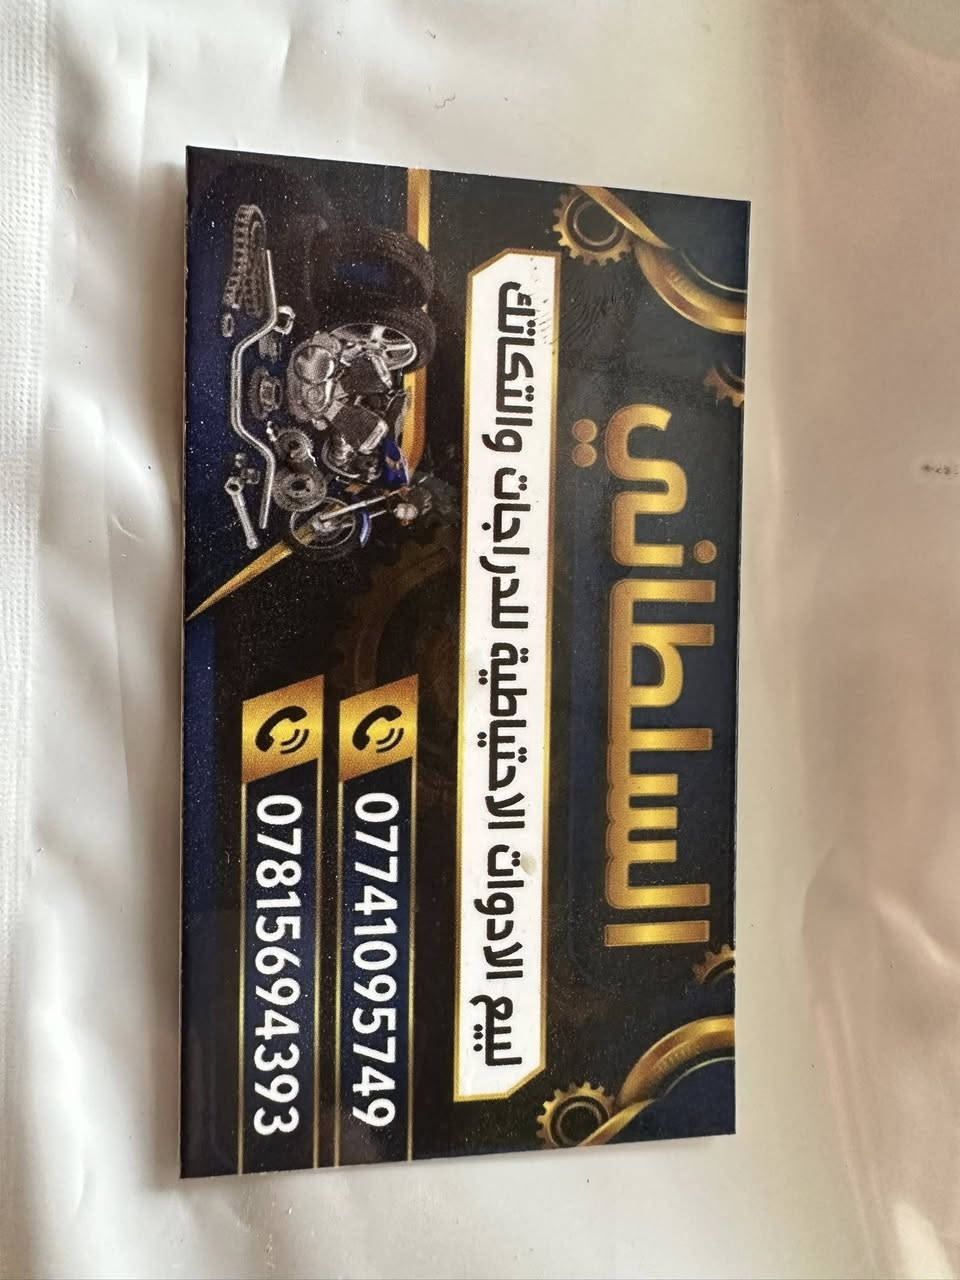 السلطاني
لبيع الادوات الاحتياطية للدراجات والتكاتك
07741095749
07815694393